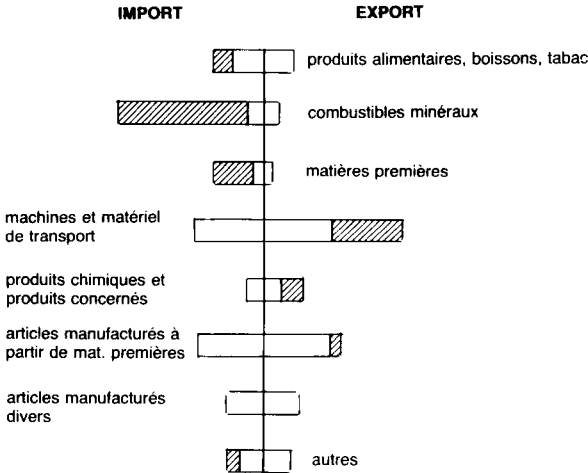 IMPORT
EXPORT
produits alimentaires, boissons, tabac
combustibles minéraux
matières premières
machines et matériel
de transport
produits chimiques et
produits concernés
articles manufacturés à
partir de mat. premières
articles manufacturés
divers
autres